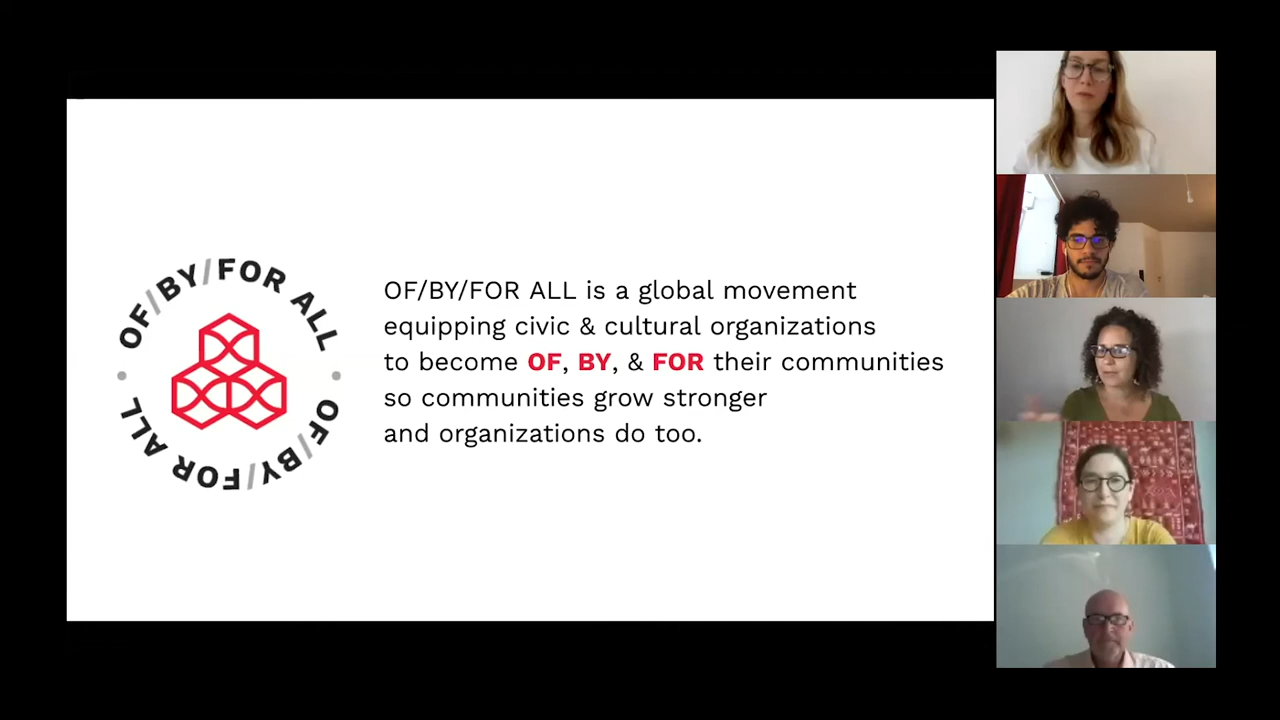 OF/BY/FOR ALL
OF/BY/FOR ALL
OF/BY/FOR ALL is a global movement
equipping civic & cultural organizations
to become OF, BY, & FOR their communities
so communities grow stronger
and organizations do too.